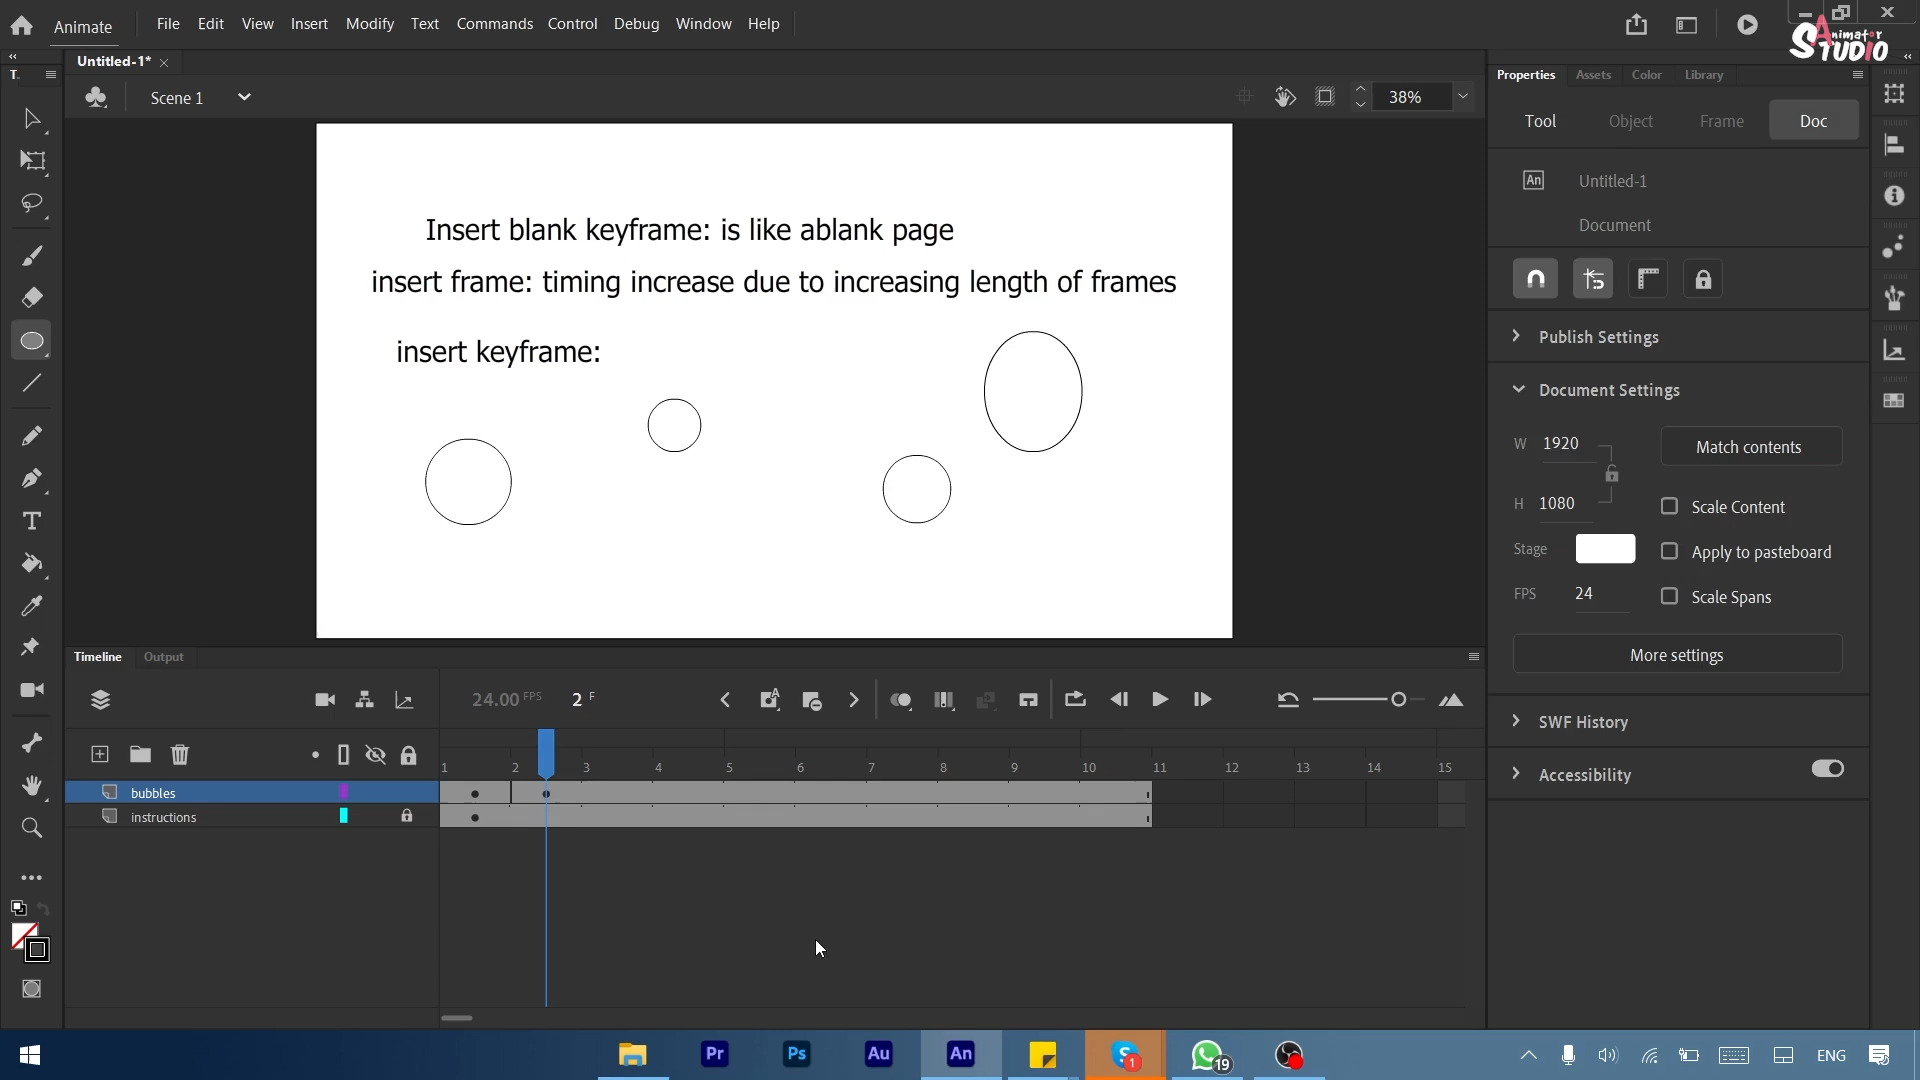 Animate File Edit View Insert Modify Text Commands Control Debug Window Help
Animator STUDIO
Untitled-1*
T.
Properties Assets Color Library
Scene 1
38%
Tool Object Frame Doc
An Untitled-1
Document
Insert blank keyframe: is like ablank page
insert frame: timing increase due to increasing length of frames
insert keyframe:
Publish Settings
Document Settings
W 1920
Match contents
H 1080
Scale Content
Stage
Apply to pasteboard
FPS 24
Scale Spans
More settings
SWF History
Accessibility
Timeline Output
24.00 FPS 2 F
1 2 3 4 5 6 7 8 9 10 11 12 13 14 15
bubbles
instructions
Pr Ps Au An S 1 19 ENG